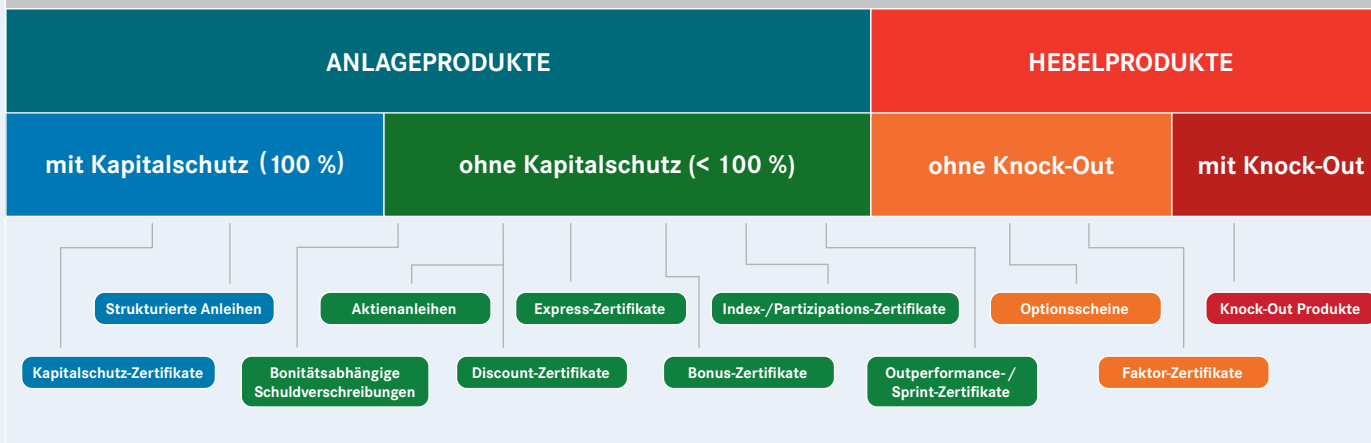 ANLAGEPRODUKTE
HEBELPRODUKTE
mit Kapitalschutz (100 %)
ohne Kapitalschutz (< 100 %)
ohne Knock-Out
mit Knock-Out
Strukturierte Anleihen
Aktienanleihen
Express-Zertifikate
Index-/Partizipations-Zertifikate
Optionsscheine
Knock-Out Produkte
Kapitalschutz-Zertifikate
Bonitätsabhängige
Schuldverschreibungen
Discount-Zertifikate
Bonus-Zertifikate
Outperformance-/
Sprint-Zertifikate
Faktor-Zertifikate